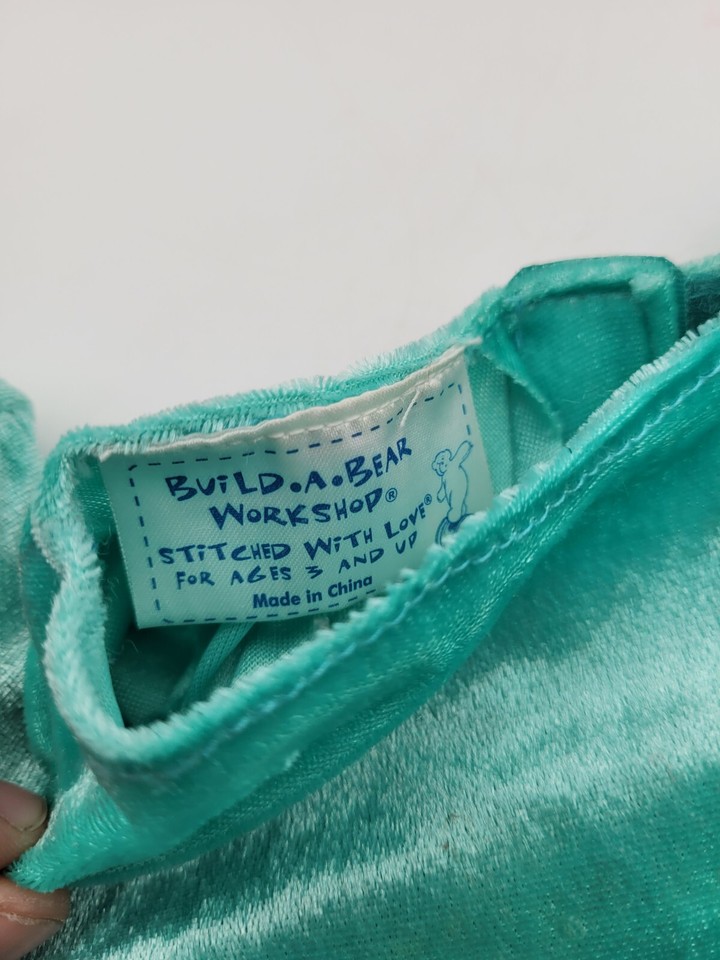 BUiLD•A•BEAR
WORKSHOP®
STiTCHED WiTH LOVE®
FOR AGES 3 AND UP
Made in China